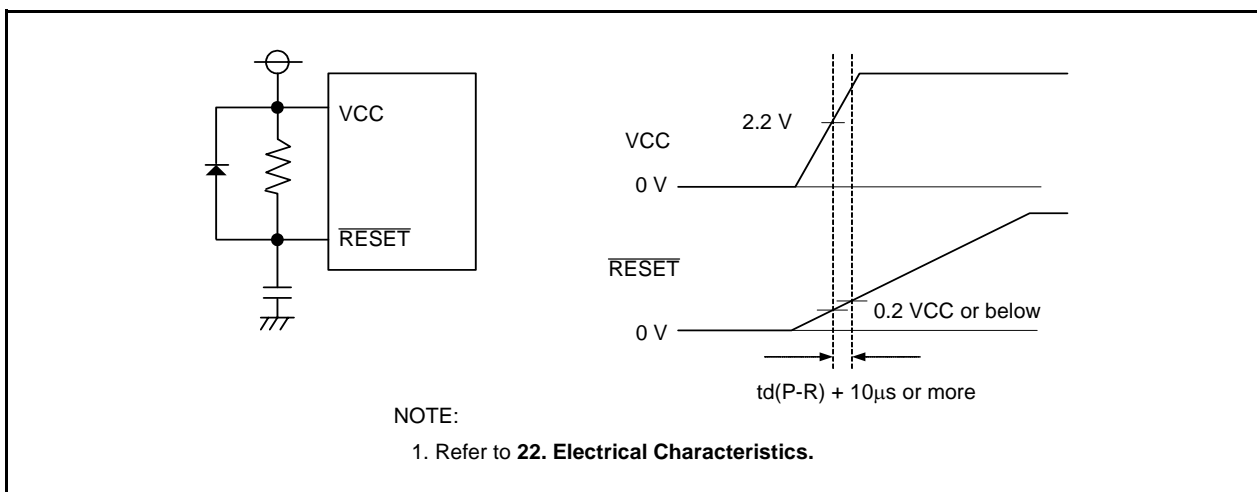 VCC
RESET
VCC
2.2 V
0 V
RESET
0.2 VCC or below
0 V
td(P-R) + 10μs or more
NOTE:
1. Refer to 22. Electrical Characteristics.